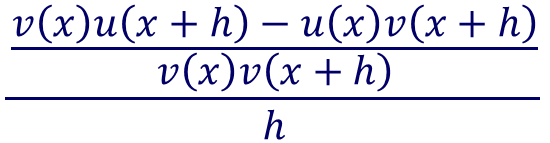 v(x)u(x + h) − u(x)v(x + h)
v(x)v(x + h)
h